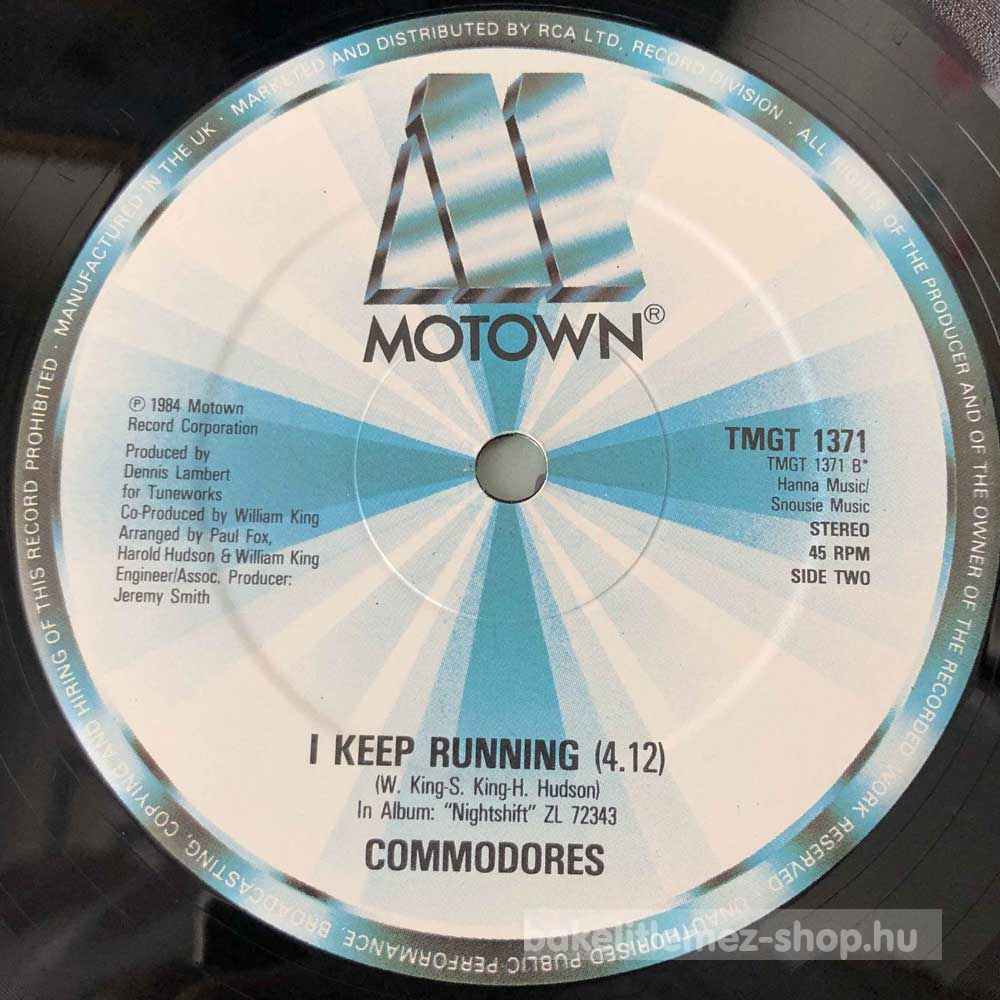 MANUFACTURED IN THE UK · MARKETED AND DISTRIBUTED BY RCA LTD. RECORD DIVISION · ALL RIGHTS OF THE PRODUCER AND OF THE OWNER OF THE RECORDED WORK RESERVED UNAUTHORISED PUBLIC PERFORMANCE, BROADCASTING, COPYING AND HIRING OF THIS RECORD PROHIBITED ·
MOTOWN®
℗ 1984 Motown
Record Corporation
Produced by
Dennis Lambert
for Tuneworks
Co-Produced by William King
Arranged by Paul Fox,
Harold Hudson & William King
Engineer/Assoc. Producer:
Jeremy Smith
TMGT 1371
TMGT 1371 B*
Hanna Music/
Snousie Music
STEREO
45 RPM
SIDE TWO
I KEEP RUNNING (4.12)
(W. King-S. King-H. Hudson)
In Album: "Nightshift" ZL 72343
COMMODORES
bakelitlemez-shop.hu